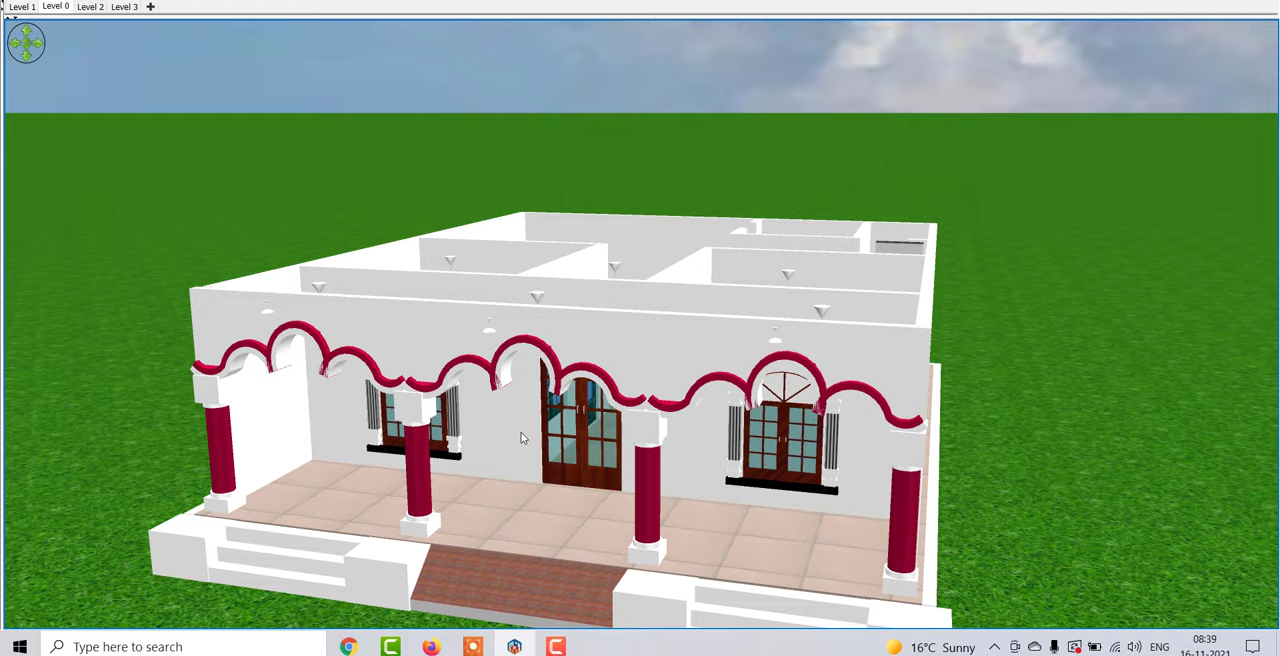 Level 1 Level 0 Level 2 Level 3
Type here to search
16°C Sunny
ENG
08:39
16-11-2021